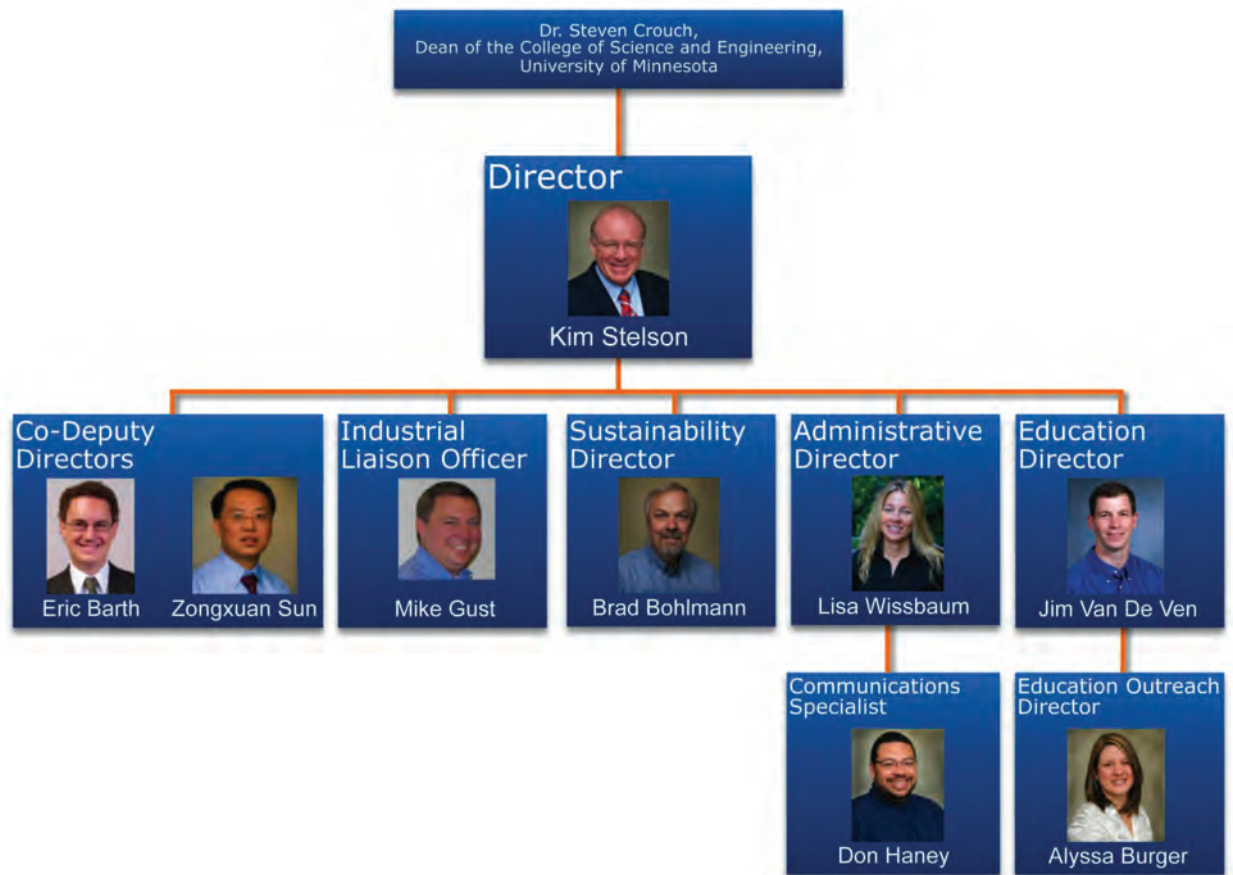 Dr. Steven Crouch,
Dean of the College of Science and Engineering,
University of Minnesota
Director
Kim Stelson
Co-Deputy
Directors
Eric Barth
Zongxuan Sun
Industrial
Liaison Officer
Mike Gust
Sustainability
Director
Brad Bohlmann
Administrative
Director
Lisa Wissbaum
Education
Director
Jim Van De Ven
Communications
Specialist
Don Haney
Education Outreach
Director
Alyssa Burger